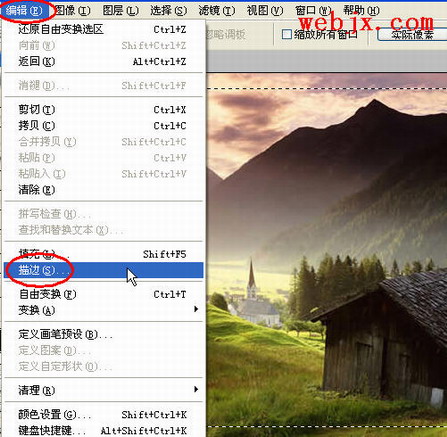 编辑(E) 图像(I) 图层(L) 选择(S) 滤镜(T) 视图(V) 窗口(W) 帮助(H)
webjx.com
还原自由变换选区 Ctrl+Z
忽略调板 缩放所有窗口 实际像素
向前(W) Shift+Ctrl+Z
返回(K) Alt+Ctrl+Z
消褪(D)... Shift+Ctrl+F
剪切(T) Ctrl+X
拷贝(C) Ctrl+C
合并拷贝(Y) Shift+Ctrl+C
粘贴(P) Ctrl+V
粘贴入(I) Shift+Ctrl+V
清除(E)
拼写检查(H)...
查找和替换文本(X)...
填充(L)... Shift+F5
描边(S)...
自由变换(F) Ctrl+T
变换(A)
定义画笔预设(B)...
定义图案(D)...
定义自定形状(O)...
清理(R)
颜色设置(G)... Shift+Ctrl+K
键盘快捷键... Alt+Shift+Ctrl+K